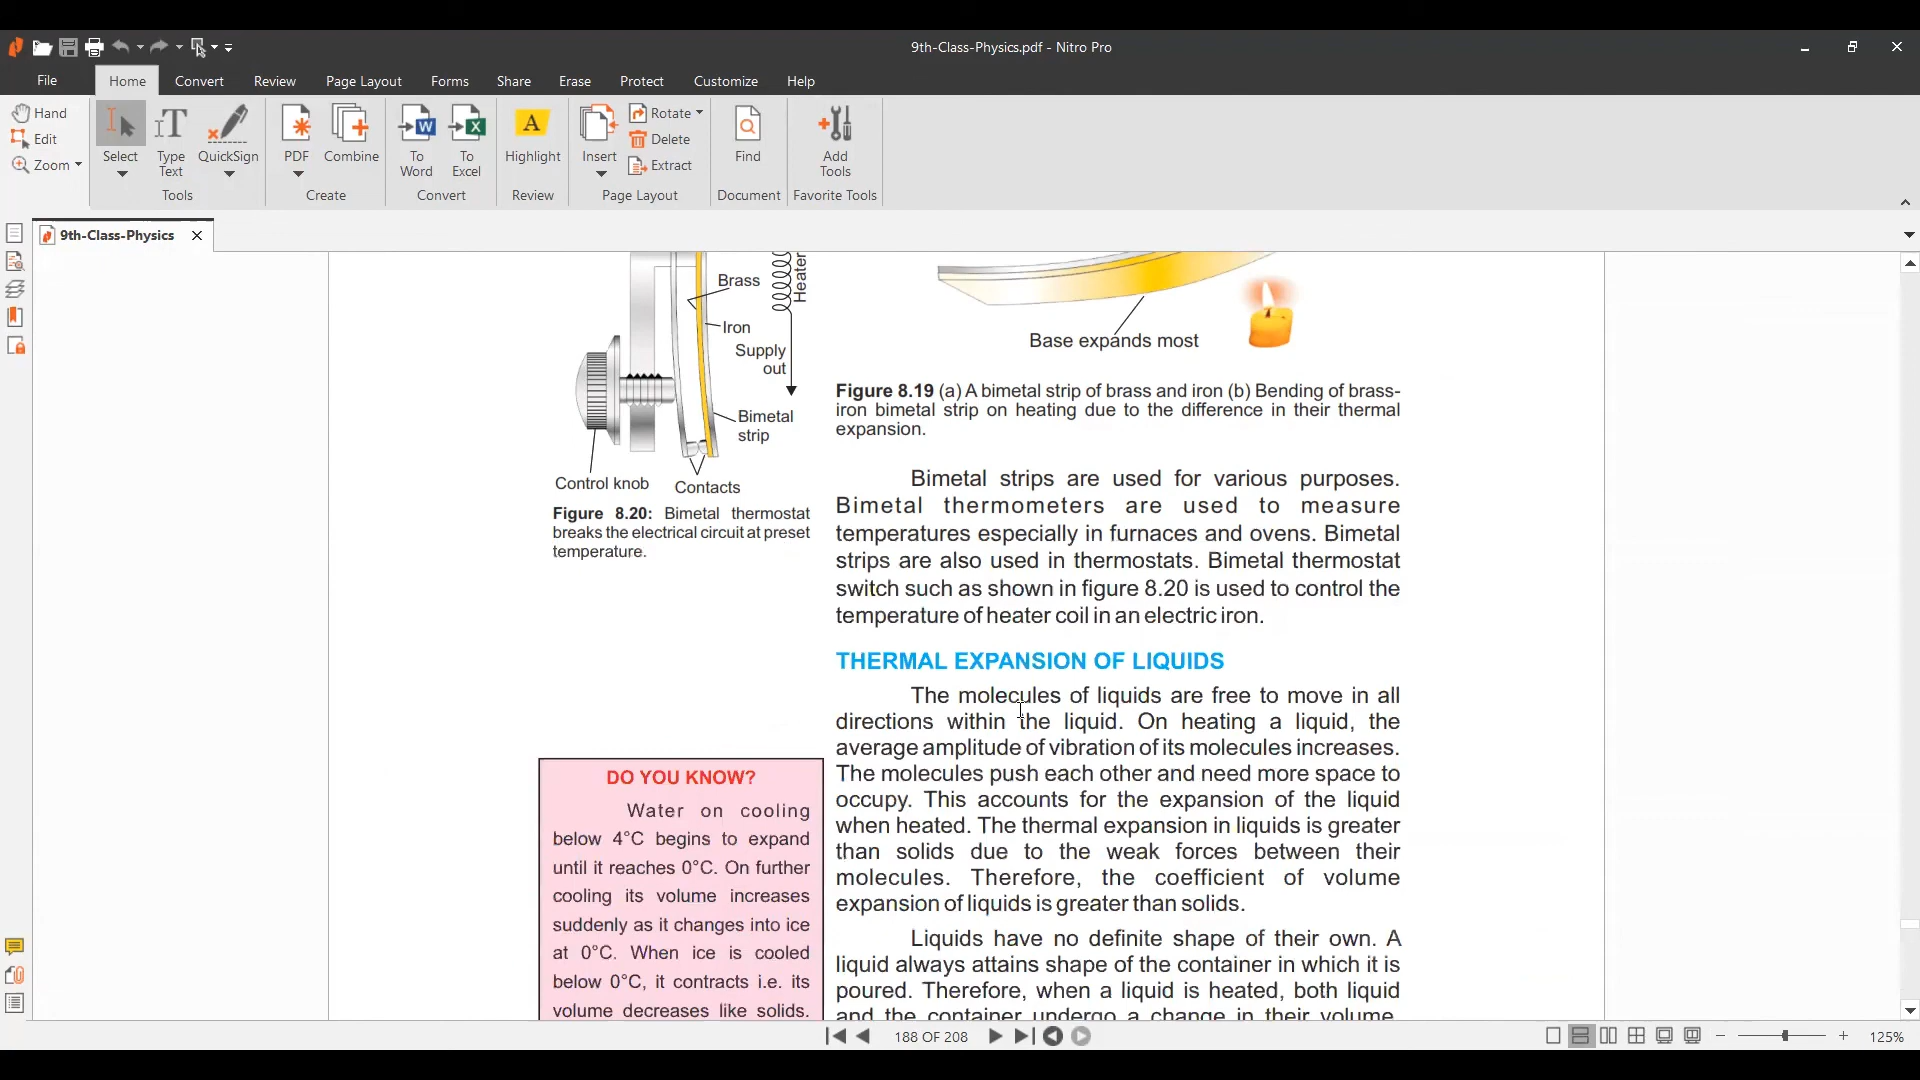 9th-Class-Physics.pdf - Nitro Pro
File
Home
Convert
Review
Page Layout
Forms
Share
Erase
Protect
Customize
Help
Hand
Edit
Zoom
Select
Type
Text
QuickSign
Tools
PDF
Combine
Create
To
Word
To
Excel
Convert
A
Highlight
Review
Insert
Rotate
Delete
Extract
Page Layout
Find
Document
Add
Tools
Favorite Tools
9th-Class-Physics
Brass
Heater
Iron
Supply
out
Bimetal
strip
Control knob
Contacts
Figure 8.20: Bimetal thermostat
breaks the electrical circuit at preset
temperature.
DO YOU KNOW?
Water on cooling
below 4°C begins to expand
until it reaches 0°C. On further
cooling its volume increases
suddenly as it changes into ice
at 0°C. When ice is cooled
below 0°C, it contracts i.e. its
volume decreases like solids.
Base expands most
Figure 8.19 (a) A bimetal strip of brass and iron (b) Bending of brass-
iron bimetal strip on heating due to the difference in their thermal
expansion.
Bimetal strips are used for various purposes.
Bimetal thermometers are used to measure
temperatures especially in furnaces and ovens. Bimetal
strips are also used in thermostats. Bimetal thermostat
switch such as shown in figure 8.20 is used to control the
temperature of heater coil in an electric iron.
THERMAL EXPANSION OF LIQUIDS
The molecules of liquids are free to move in all
directions within the liquid. On heating a liquid, the
average amplitude of vibration of its molecules increases.
The molecules push each other and need more space to
occupy. This accounts for the expansion of the liquid
when heated. The thermal expansion in liquids is greater
than solids due to the weak forces between their
molecules. Therefore, the coefficient of volume
expansion of liquids is greater than solids.
Liquids have no definite shape of their own. A
liquid always attains shape of the container in which it is
poured. Therefore, when a liquid is heated, both liquid
and the container undergo a change in their volume.
188 OF 208
125%